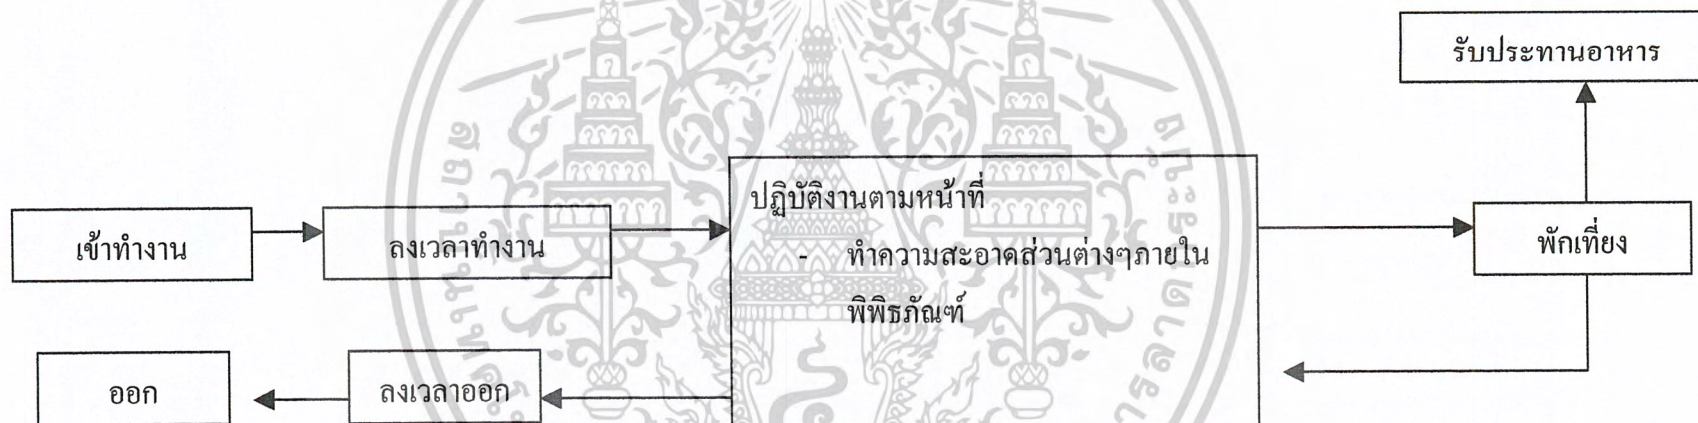 รับประทานอาหาร
เข้าทำงาน
ลงเวลาทำงาน
ปฏิบัติงานตามหน้าที่
- ทำความสะอาดส่วนต่างๆภายใน
พิพิธภัณฑ์
พักเที่ยง
ออก
ลงเวลาออก